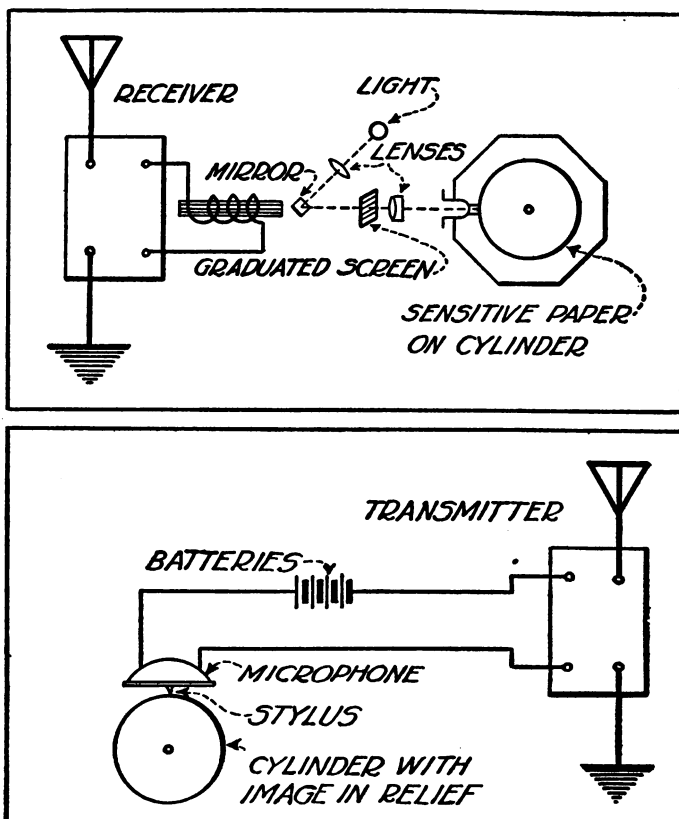 RECEIVER
LIGHT
MIRROR
LENSES
GRADUATED SCREEN
SENSITIVE PAPER
ON CYLINDER
TRANSMITTER
BATTERIES
MICROPHONE
STYLUS
CYLINDER WITH
IMAGE IN RELIEF